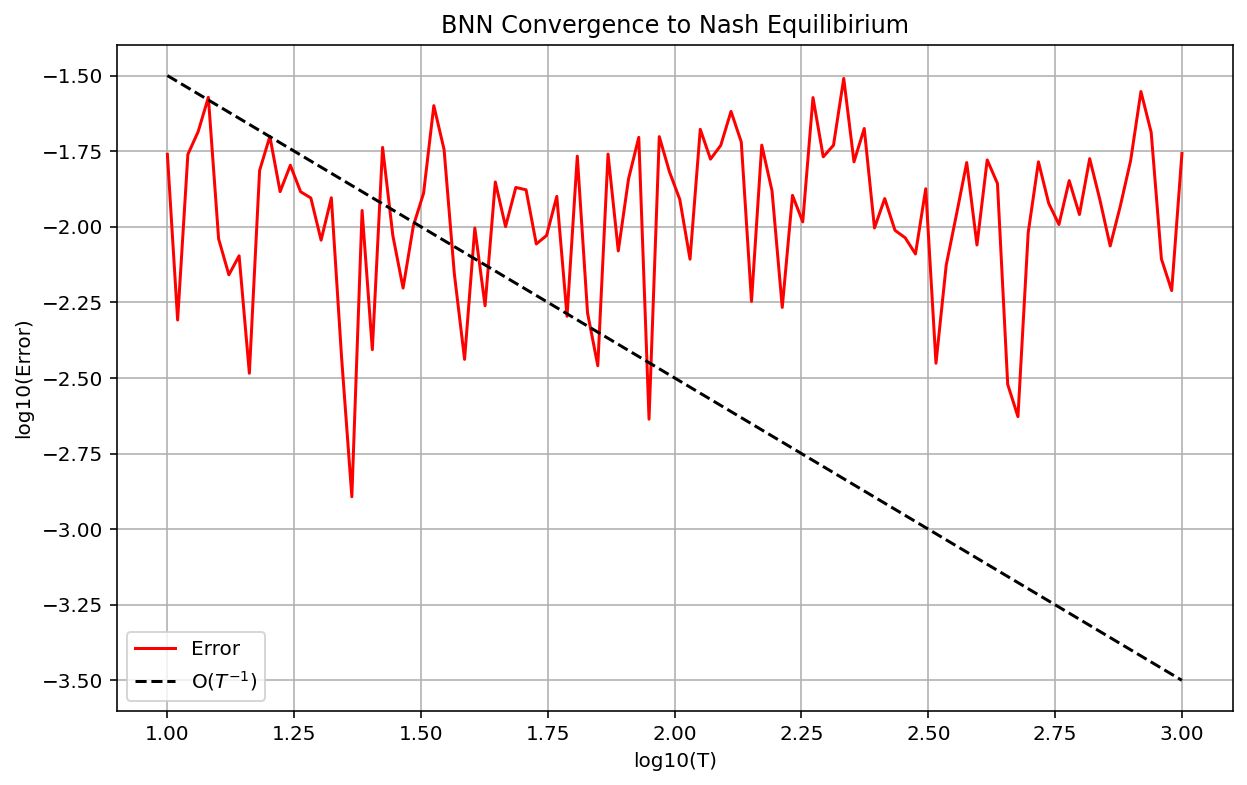 BNN Convergence to Nash Equilibirium
log10(Error)
−1.50
−1.75
−2.00
−2.25
−2.50
−2.75
−3.00
−3.25
−3.50
Error
O(T⁻¹)
1.00 1.25 1.50 1.75 2.00 2.25 2.50 2.75 3.00
log10(T)